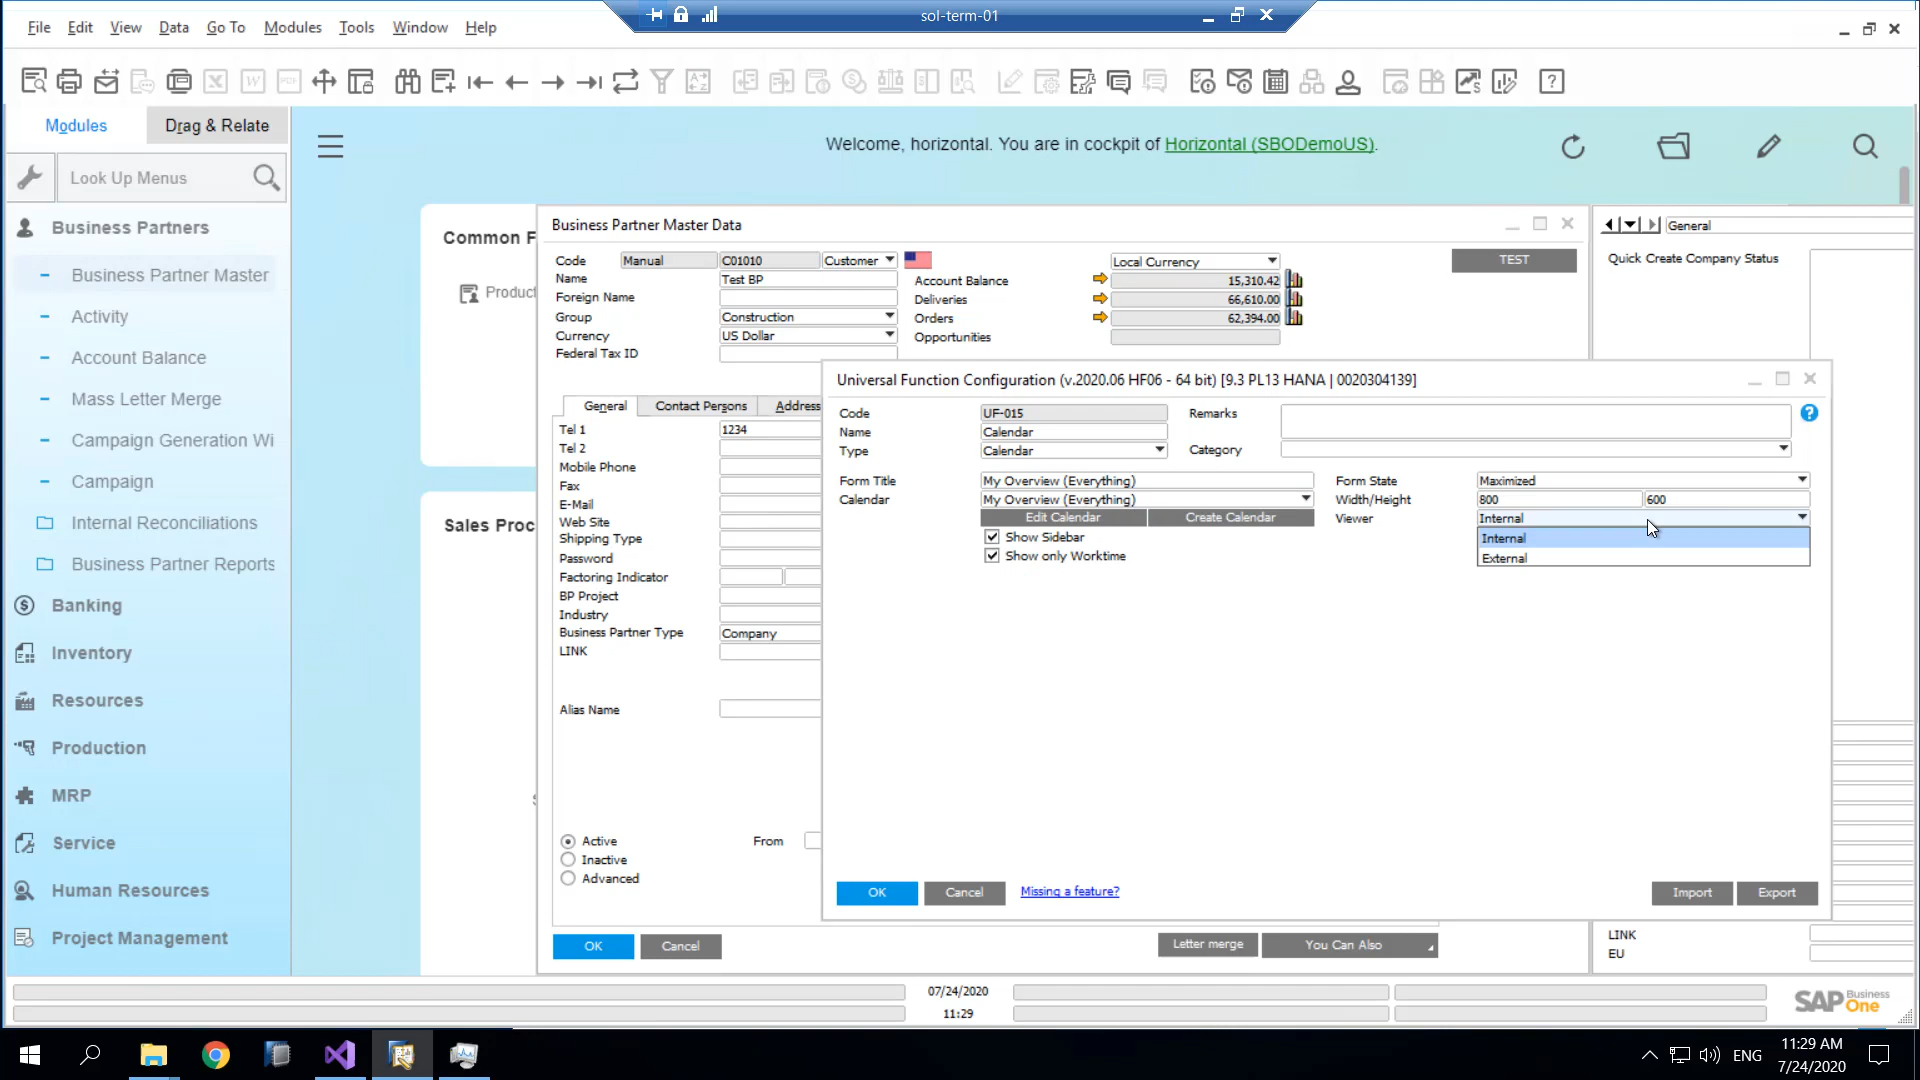 sol-term-01
File Edit View Data Go To Modules Tools Window Help
Modules Drag & Relate
Look Up Menus
Business Partners
Business Partner Master
Activity
Account Balance
Mass Letter Merge
Campaign Generation Wi
Campaign
Internal Reconciliations
Business Partner Reports
Banking
Inventory
Resources
Production
MRP
Service
Human Resources
Project Management
Welcome, horizontal. You are in cockpit of Horizontal (SBODemoUS).
Common F
Product
Sales Proc
Business Partner Master Data
Code Manual C01010 Customer
Name Test BP
Foreign Name
Group Construction
Currency US Dollar
Federal Tax ID
Local Currency
Account Balance 15,310.42
Deliveries 66,610.00
Orders 62,394.00
Opportunities
TEST
General Contact Persons Address
Tel 1 1234
Tel 2
Mobile Phone
Fax
E-Mail
Web Site
Shipping Type
Password
Factoring Indicator
BP Project
Industry
Business Partner Type Company
LINK
Alias Name
Active From
Inactive
Advanced
OK Cancel Letter merge You Can Also
General
Quick Create Company Status
LINK
EU
Universal Function Configuration (v.2020.06 HF06 - 64 bit) [9.3 PL13 HANA | 0020304139]
Code UF-015 Remarks
Name Calendar
Type Calendar Category
Form Title My Overview (Everything) Form State Maximized
Calendar My Overview (Everything) Width/Height 800 600
Edit Calendar Create Calendar Viewer Internal
Show Sidebar Internal
Show only Worktime External
OK Cancel Missing a feature? Import Export
07/24/2020
11:29
SAP Business One
ENG
11:29 AM
7/24/2020